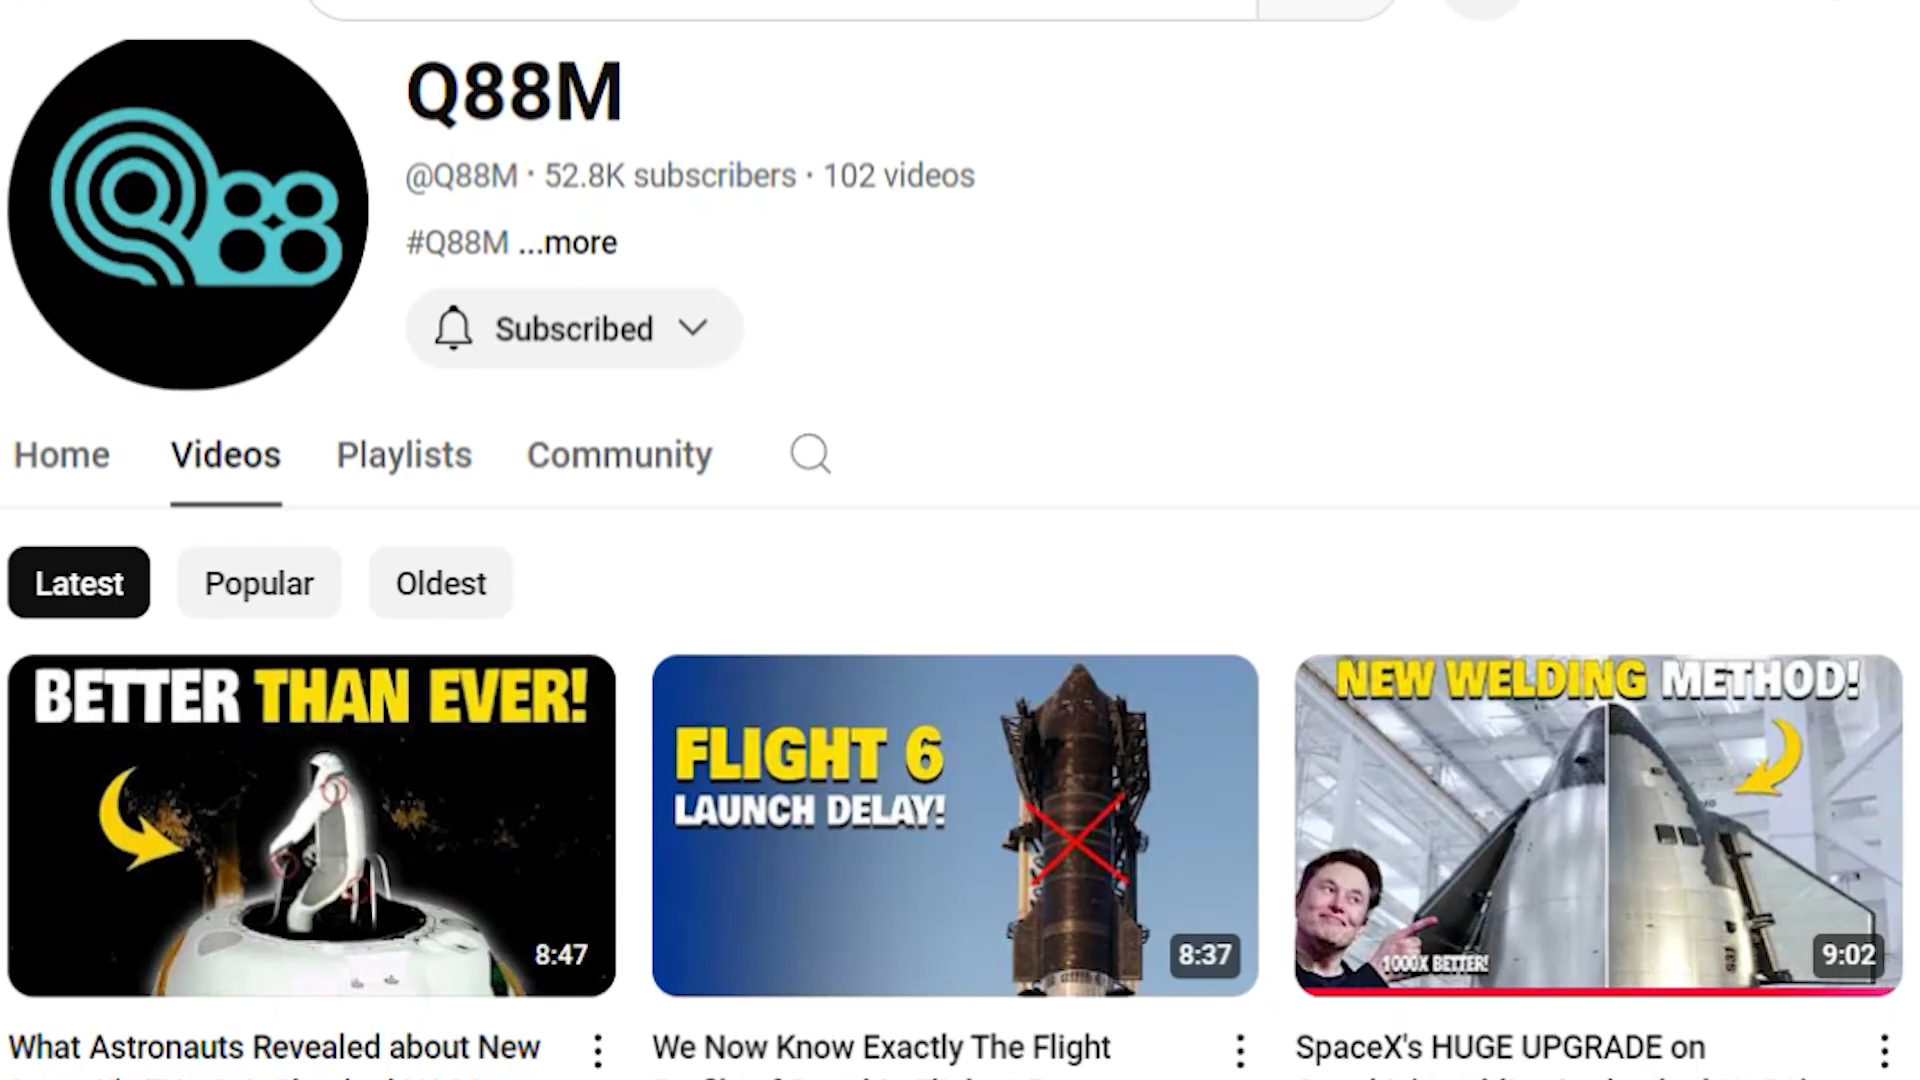 Q88
Q88M
@Q88M · 52.8K subscribers · 102 videos
#Q88M ...more
Subscribed
Home
Videos
Playlists
Community
Latest
Popular
Oldest
BETTER THAN EVER!
8:47
FLIGHT 6
LAUNCH DELAY!
8:37
NEW WELDING METHOD!
1000X BETTER!
S31
9:02
What Astronauts Revealed about New
We Now Know Exactly The Flight
SpaceX's HUGE UPGRADE on